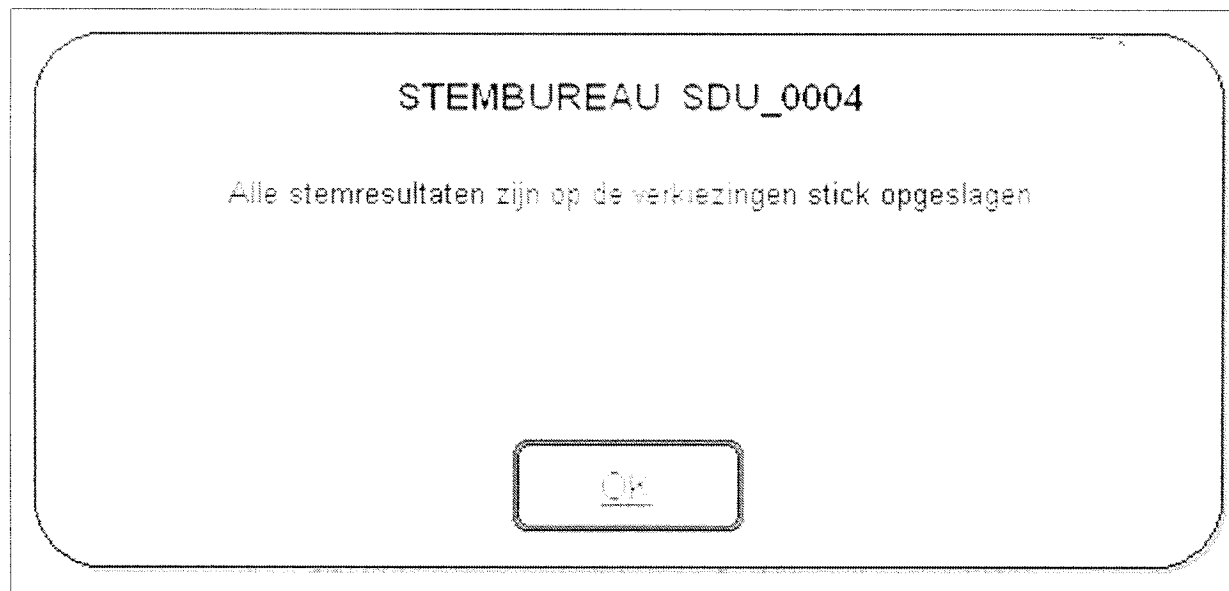 STEMBUREAU SDU_0004
Alle stemresultaten zijn op de verkiezingen stick opgeslagen
OK